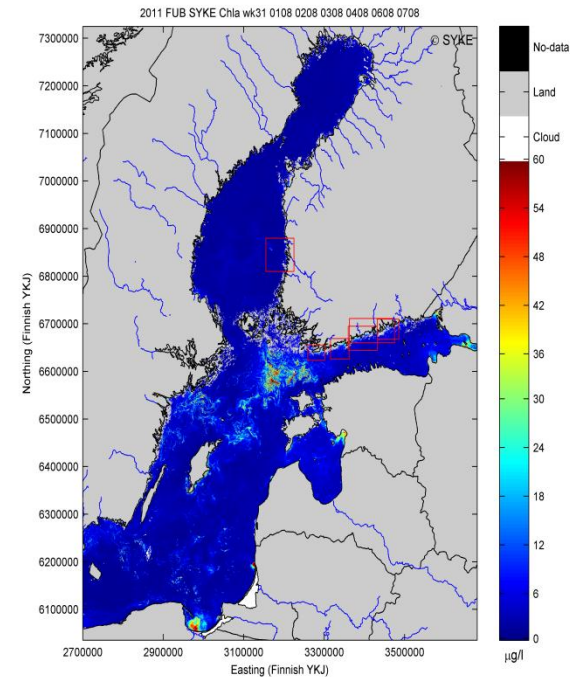 2011 FUB SYKE Chla wk31 0108 0208 0308 0408 0608 0708
© SYKE
7300000
7200000
7100000
7000000
6900000
6800000
6700000
6600000
6500000
6400000
6300000
6200000
6100000
Northing (Finnish YKJ)
2700000 2900000 3100000 3300000 3500000
Easting (Finnish YKJ)
No-data
Land
Cloud
60
54
48
42
36
30
24
18
12
6
0
µg/l